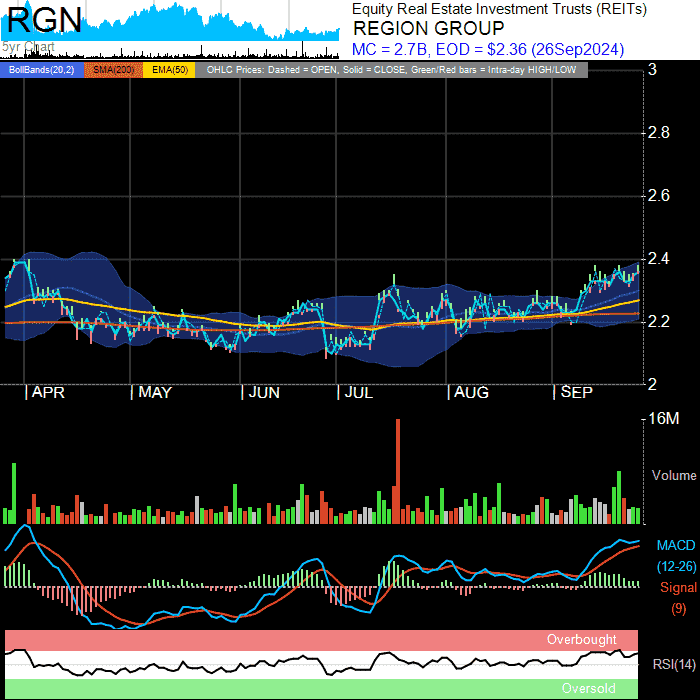 RGN
5yr Chart
Equity Real Estate Investment Trusts (REITs)
REGION GROUP
MC = 2.7B, EOD = $2.36 (26Sep2024)
BollBands(20,2) SMA(200) EMA(50) OHLC Prices: Dashed = OPEN, Solid = CLOSE, Green/Red bars = Intra-day HIGH/LOW
3
2.8
2.6
2.4
2.2
2
APR MAY JUN JUL AUG SEP
16M
Volume
MACD
(12-26)
Signal
(9)
Overbought
RSI(14)
Oversold